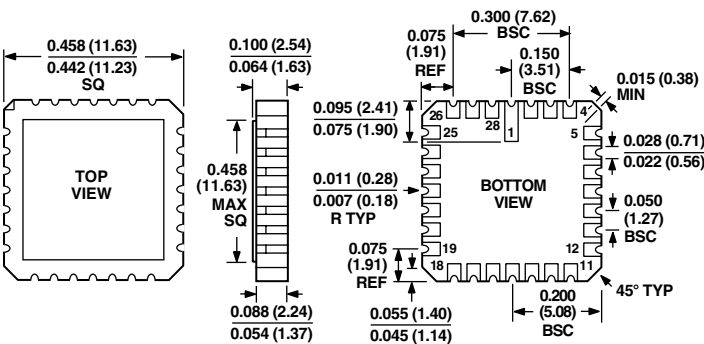 0.458 (11.63)
0.442 (11.23)
SQ
TOP
VIEW
0.100 (2.54)
0.064 (1.63)
0.458
(11.63)
MAX
SQ
0.088 (2.24)
0.054 (1.37)
0.300 (7.62)
BSC
0.075
(1.91)
REF
0.150
(3.51)
BSC
0.015 (0.38)
MIN
0.095 (2.41)
0.075 (1.90)
26
28
4
25
1
5
0.028 (0.71)
0.022 (0.56)
0.011 (0.28)
0.007 (0.18)
R TYP
BOTTOM
VIEW
0.050
(1.27)
BSC
0.075
(1.91)
REF
19
12
18
11
45° TYP
0.200
(5.08)
BSC
0.055 (1.40)
0.045 (1.14)